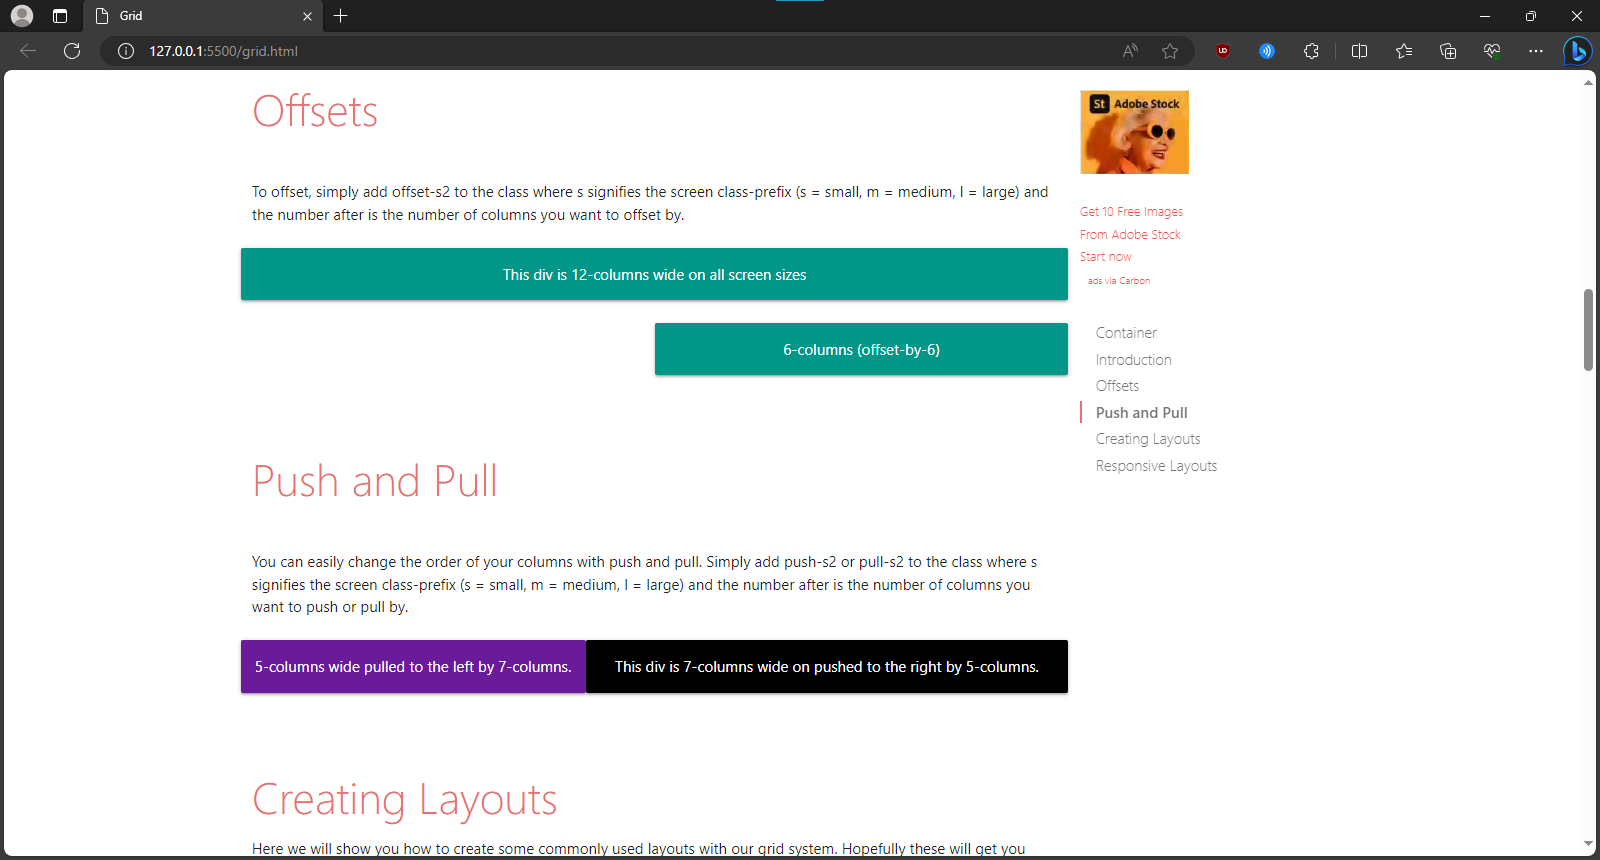 Grid
127.0.0.1:5500/grid.html
Offsets
To offset, simply add offset-s2 to the class where s signifies the screen class-prefix (s = small, m = medium, l = large) and
the number after is the number of columns you want to offset by.
This div is 12-columns wide on all screen sizes
6-columns (offset-by-6)
Push and Pull
You can easily change the order of your columns with push and pull. Simply add push-s2 or pull-s2 to the class where s
signifies the screen class-prefix (s = small, m = medium, l = large) and the number after is the number of columns you
want to push or pull by.
5-columns wide pulled to the left by 7-columns.
This div is 7-columns wide on pushed to the right by 5-columns.
Creating Layouts
Here we will show you how to create some commonly used layouts with our grid system. Hopefully these will get you
St Adobe Stock
Get 10 Free Images
From Adobe Stock
Start now
ads via Carbon
Container
Introduction
Offsets
Push and Pull
Creating Layouts
Responsive Layouts